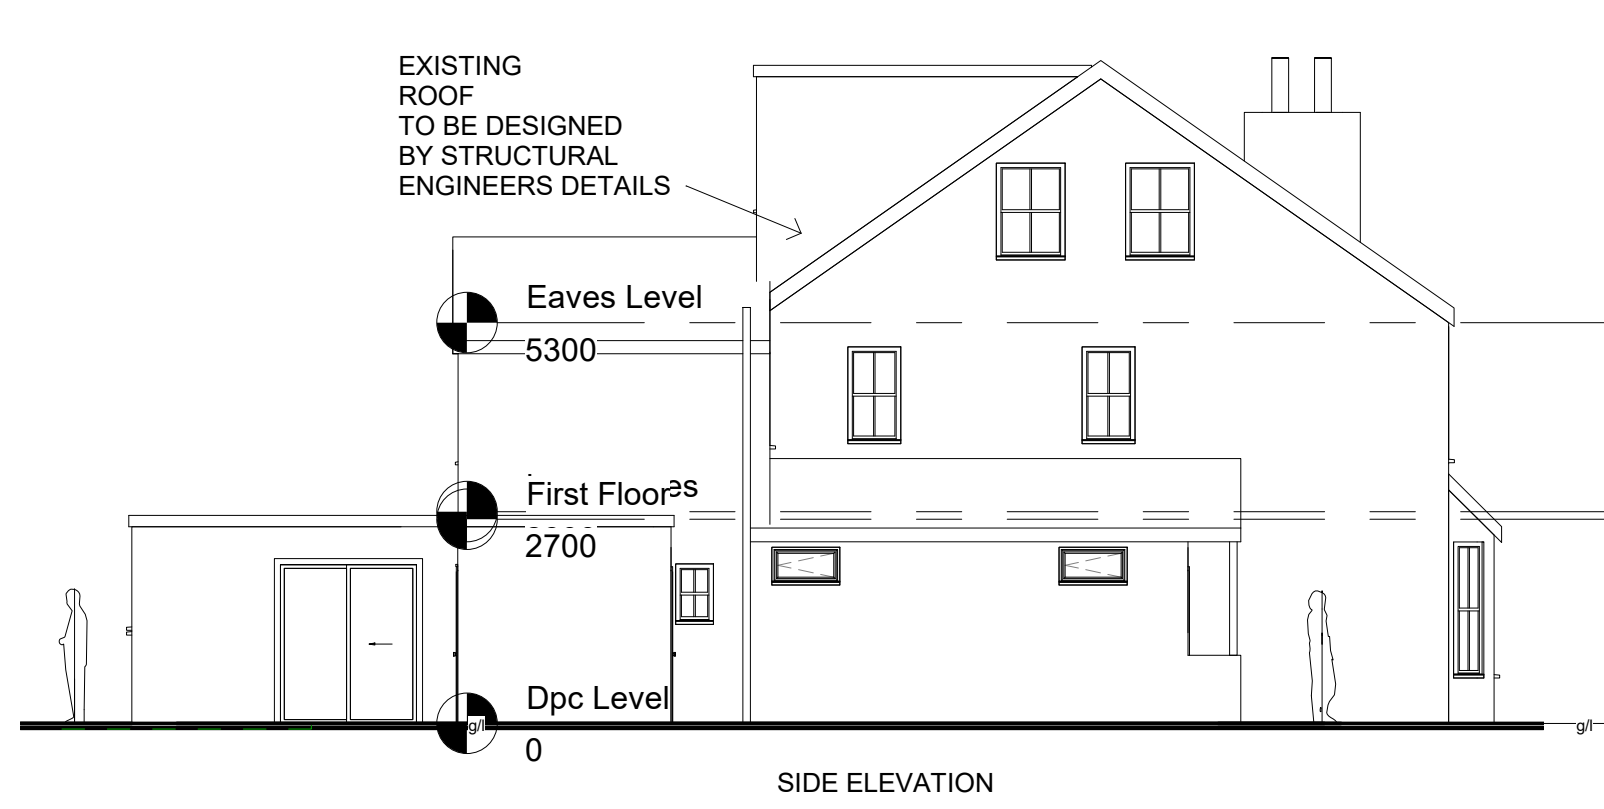 EXISTING
ROOF
TO BE DESIGNED
BY STRUCTURAL
ENGINEERS DETAILS
Eaves Level
5300
First Floor
2700
Dpc Level
g/l
g/l
0
SIDE ELEVATION